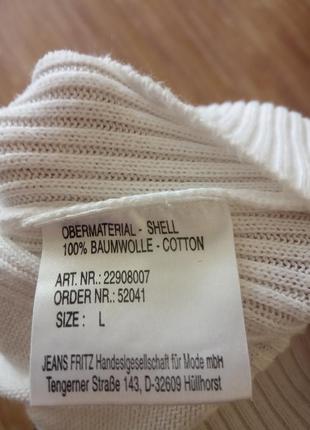 OBERMATERIAL - SHELL
100% BAUMWOLLE - COTTON
ART. NR.: 22908007
ORDER NR.: 52041
SIZE : L
JEANS FRITZ Handesigesellschaft für Mode mbH
Tengerner Straße 143, D-32609 Hüllhorst